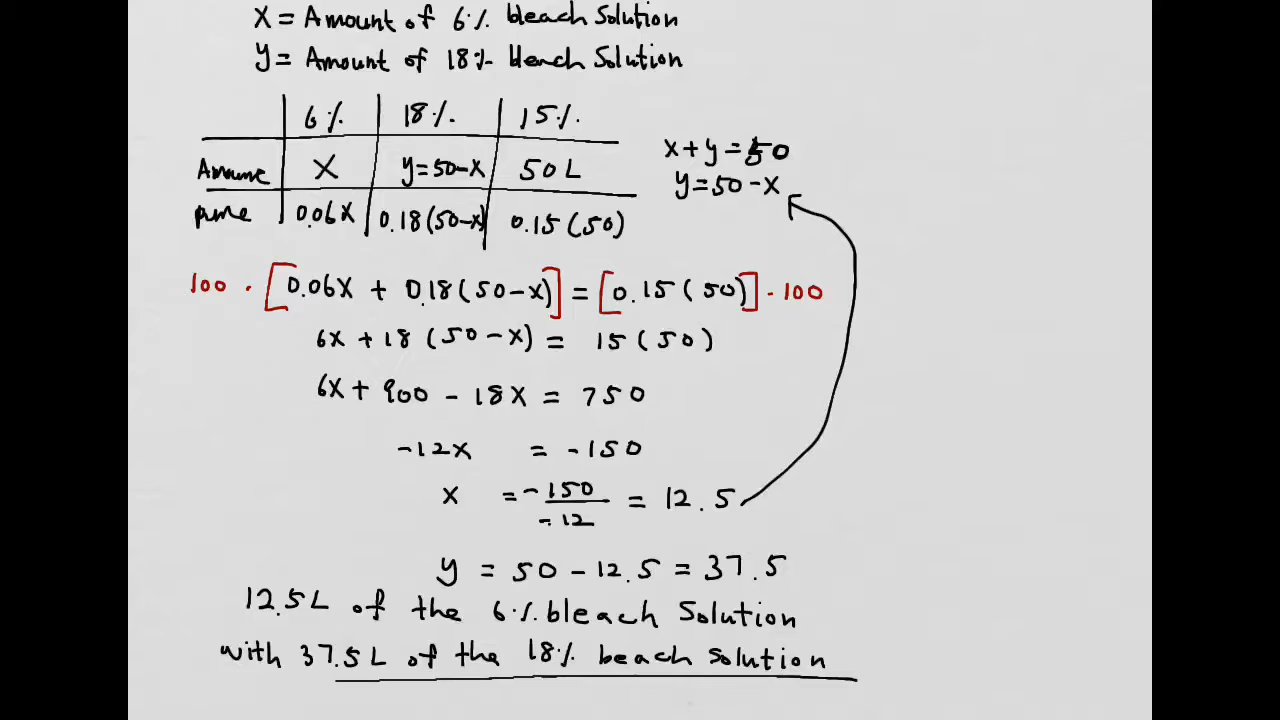 X = Amount of 6% bleach Solution
y = Amount of 18% bleach Solution
6% 18% 15%
Amount X y=50-X 50L
pure 0.06X 0.18(50-x) 0.15(50)
x+y=50
y=50-x
100 · [0.06X + 0.18(50-x)] = [0.15(50)] · 100
6x + 18(50-x) = 15(50)
6x + 900 - 18x = 750
-12x = -150
x = -150/-12 = 12.5
y = 50 - 12.5 = 37.5
12.5L of the 6% bleach Solution
with 37.5L of the 18% beach solution